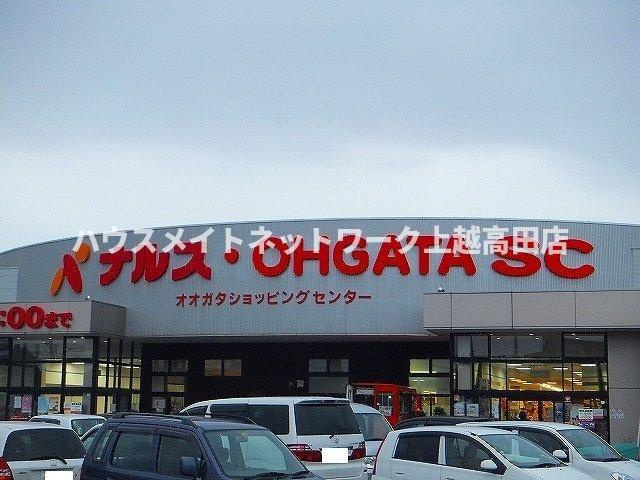 ハウスメイトネットワーク上越高田店
ナルス・OHGATA SC
オオガタショッピングセンター
:00まで